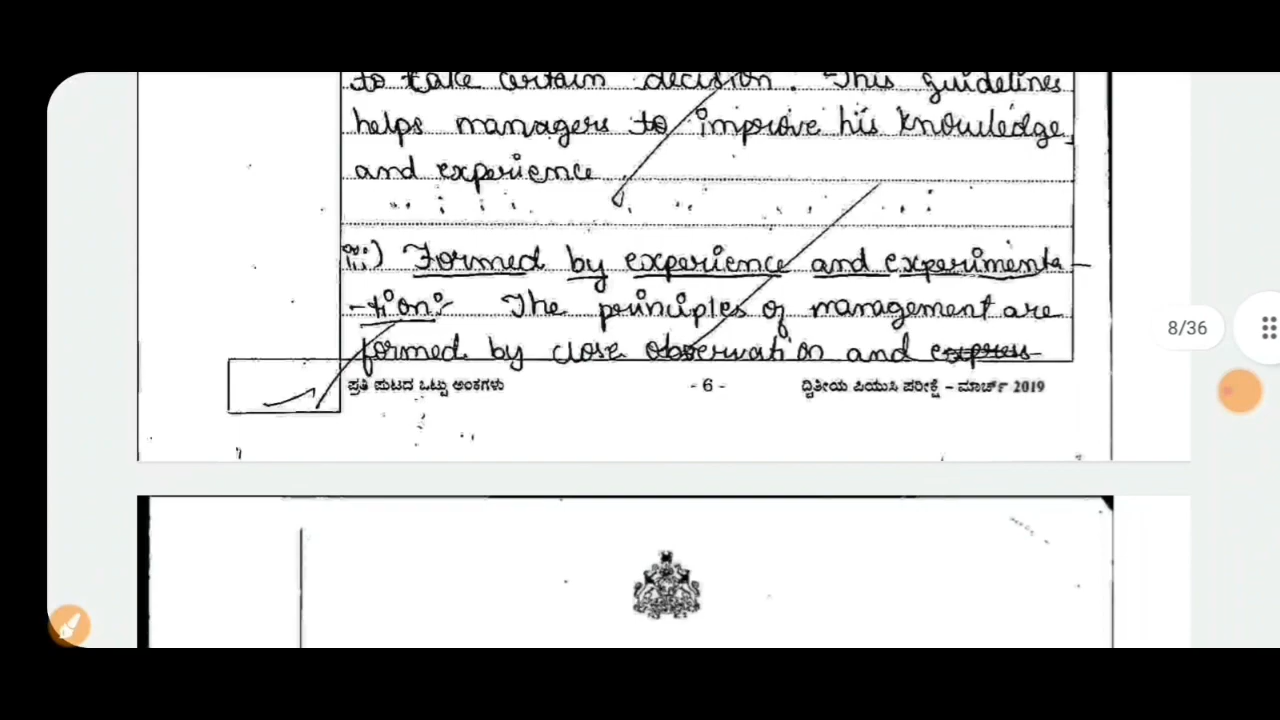 to take certain decision. This guidelines
helps managers to improve his knowledge
and experience
iii) Formed by experience and experimenta-
-tion:- The principles of management are
formed by close observation and express
ಪ್ರತಿ ಪುಟದ ಒಟ್ಟು ಅಂಕಗಳು - 6 - ದ್ವಿತೀಯ ಪಿಯುಸಿ ಪರೀಕ್ಷೆ – ಮಾರ್ಚ್ 2019
8/36